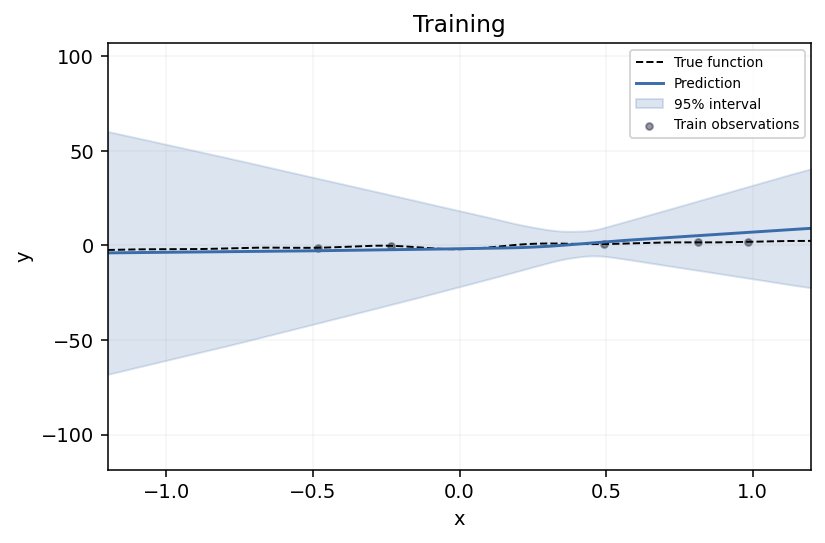 Training
True function
Prediction
95% interval
Train observations
100
50
0
−50
−100
y
−1.0 −0.5 0.0 0.5 1.0
x